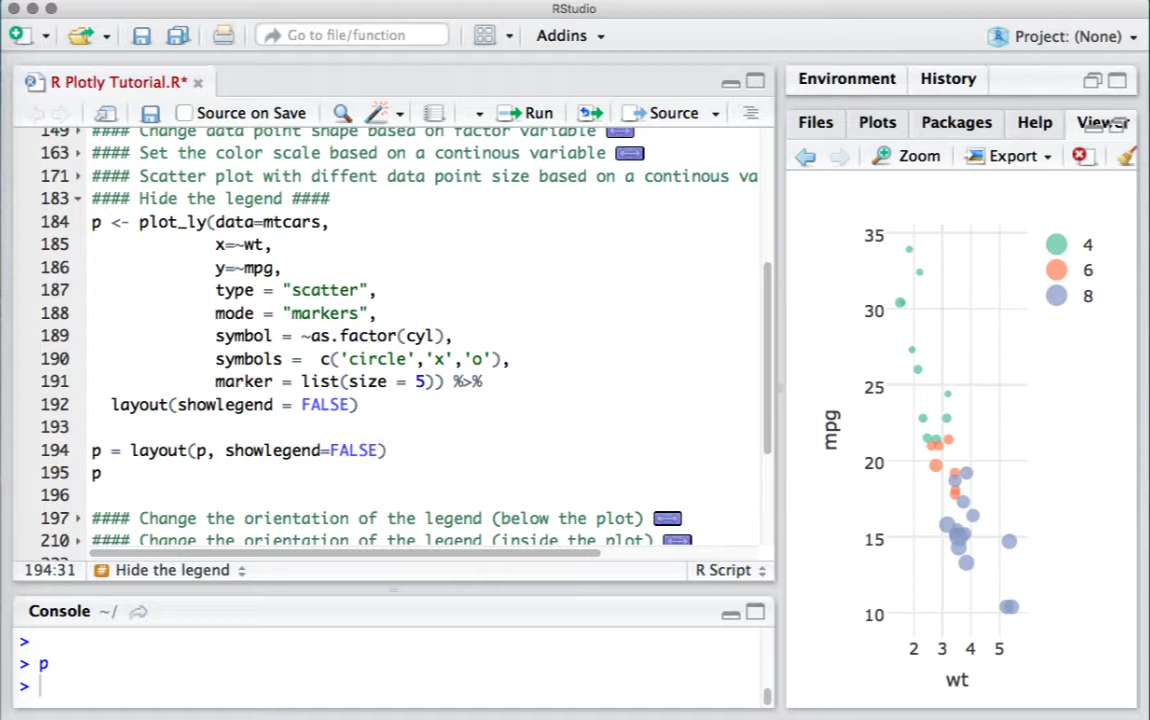 RStudio
Go to file/function
Addins
Project: (None)
R Plotly Tutorial.R*
Source on Save
Run
Source
149 #### Change data point shape based on factor variable
163 #### Set the color scale based on a continous variable
171 #### Scatter plot with diffent data point size based on a continous va
183 #### Hide the legend ####
184 p <- plot_ly(data=mtcars,
185 x=~wt,
186 y=~mpg,
187 type = "scatter",
188 mode = "markers",
189 symbol = ~as.factor(cyl),
190 symbols =  c('circle','x','o'),
191 marker = list(size = 5)) %>%
192 layout(showlegend = FALSE)
193
194 p = layout(p, showlegend=FALSE)
195 p
196
197 #### Change the orientation of the legend (below the plot)
210 #### Change the orientation of the legend (inside the plot)
194:31 Hide the legend R Script
Console ~/
>
> p
>
Environment History
Files Plots Packages Help Viewer
Zoom Export
35
30
25
20
15
10
mpg
2 3 4 5
wt
4
6
8